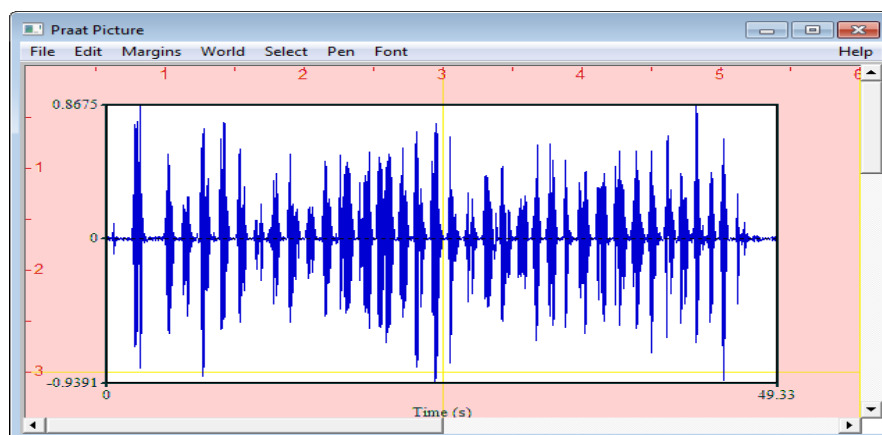 Praat Picture
File Edit Margins World Select Pen Font Help
1 2 3 4 5 6
0.8675
1
0
2
3
-0.9391
0 49.33
Time (s)